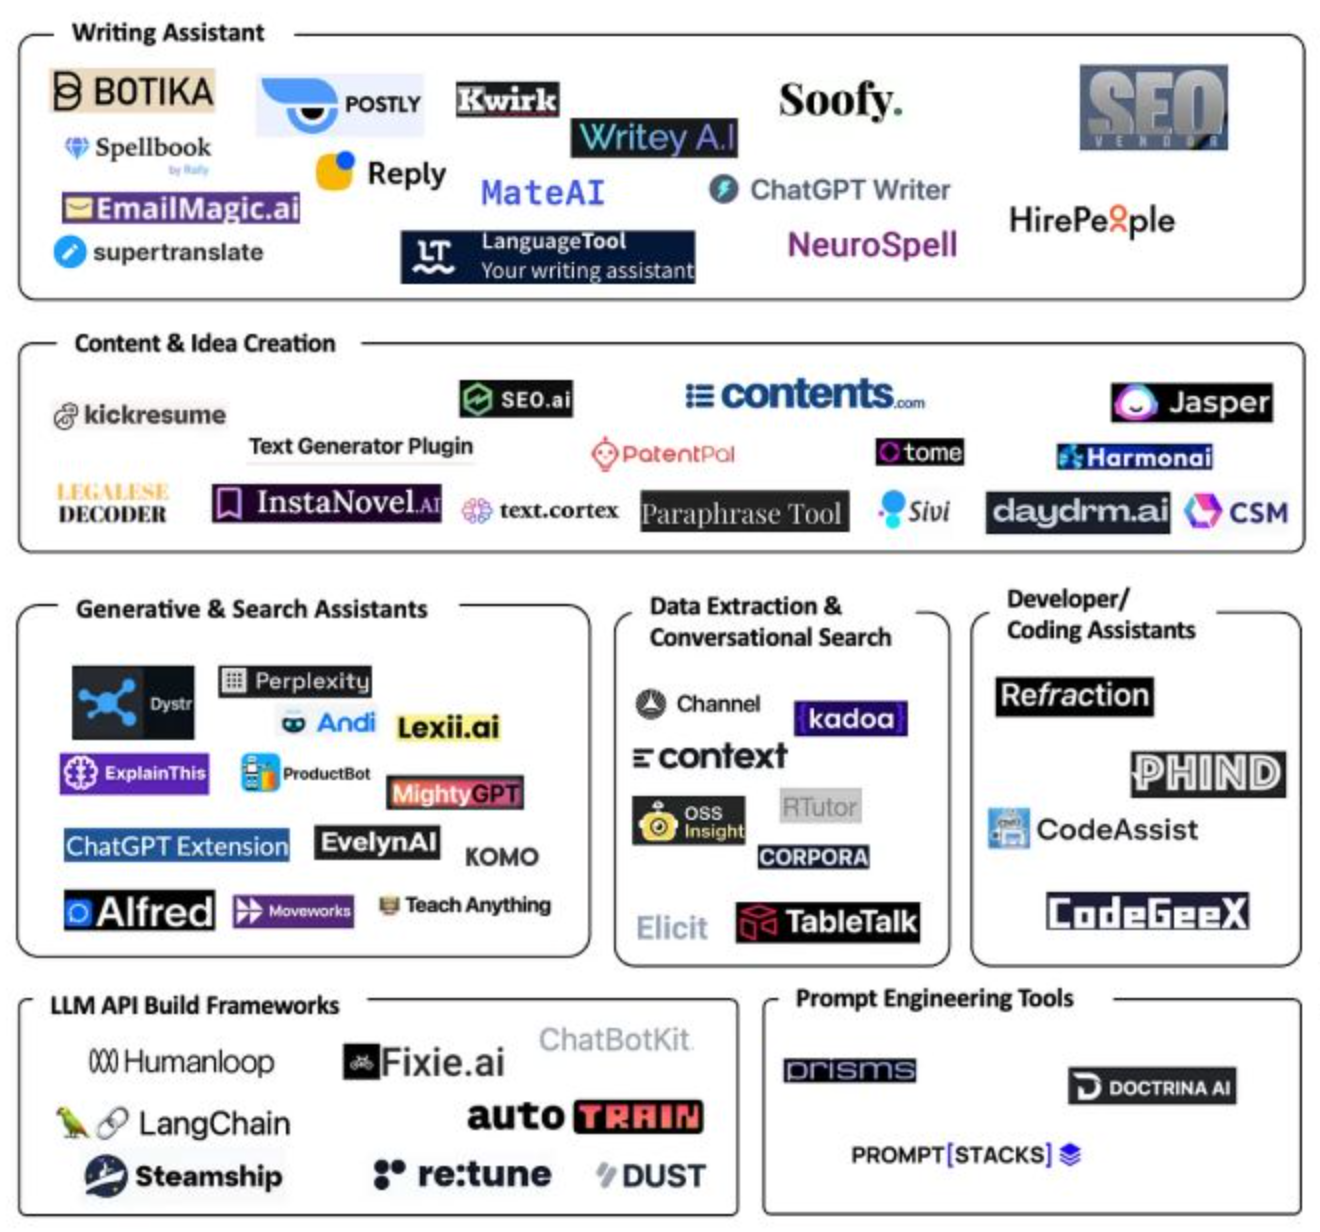 Writing Assistant
BOTIKA
POSTLY
Kwirk
Soofy.
SEO
VENDOR
Writey A.I
Spellbook
by Rally
Reply
MateAI
ChatGPT Writer
EmailMagic.ai
HirePeople
supertranslate
LT
LanguageTool
Your writing assistant
NeuroSpell
Content & Idea Creation
kickresume
SEO.ai
contents.com
Jasper
Text Generator Plugin
PatentPal
tome
Harmonai
LEGALESE
DECODER
InstaNovel.AI
text.cortex
Paraphrase Tool
Sivi
daydrm.ai
CSM
Generative & Search Assistants
Dystr
Perplexity
Andi
Lexii.ai
ExplainThis
ProductBot
MightyGPT
ChatGPT Extension
EvelynAI
KOMO
Alfred
Moveworks
Teach Anything
Data Extraction &
Conversational Search
Channel
{kadoa}
context
OSS
Insight
RTutor
CORPORA
Elicit
TableTalk
Developer/
Coding Assistants
Refraction
PHIND
CodeAssist
CodeGeeX
LLM API Build Frameworks
Humanloop
Fixie.ai
ChatBotKit.
LangChain
auto TRAIN
Steamship
re:tune
DUST
Prompt Engineering Tools
prisms
DOCTRINA AI
PROMPT[STACKS]